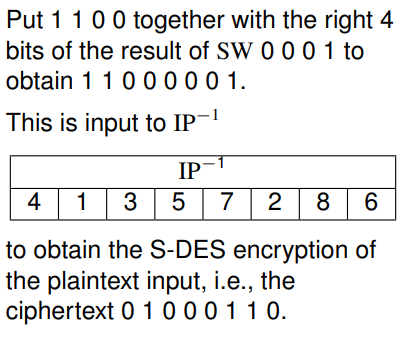 Put 1 1 0 0 together with the right 4
bits of the result of SW 0 0 0 1 to
obtain 1 1 0 0 0 0 0 1.
This is input to IP⁻¹
IP⁻¹
4 1 3 5 7 2 8 6
to obtain the S-DES encryption of
the plaintext input, i.e., the
ciphertext 0 1 0 0 0 1 1 0.